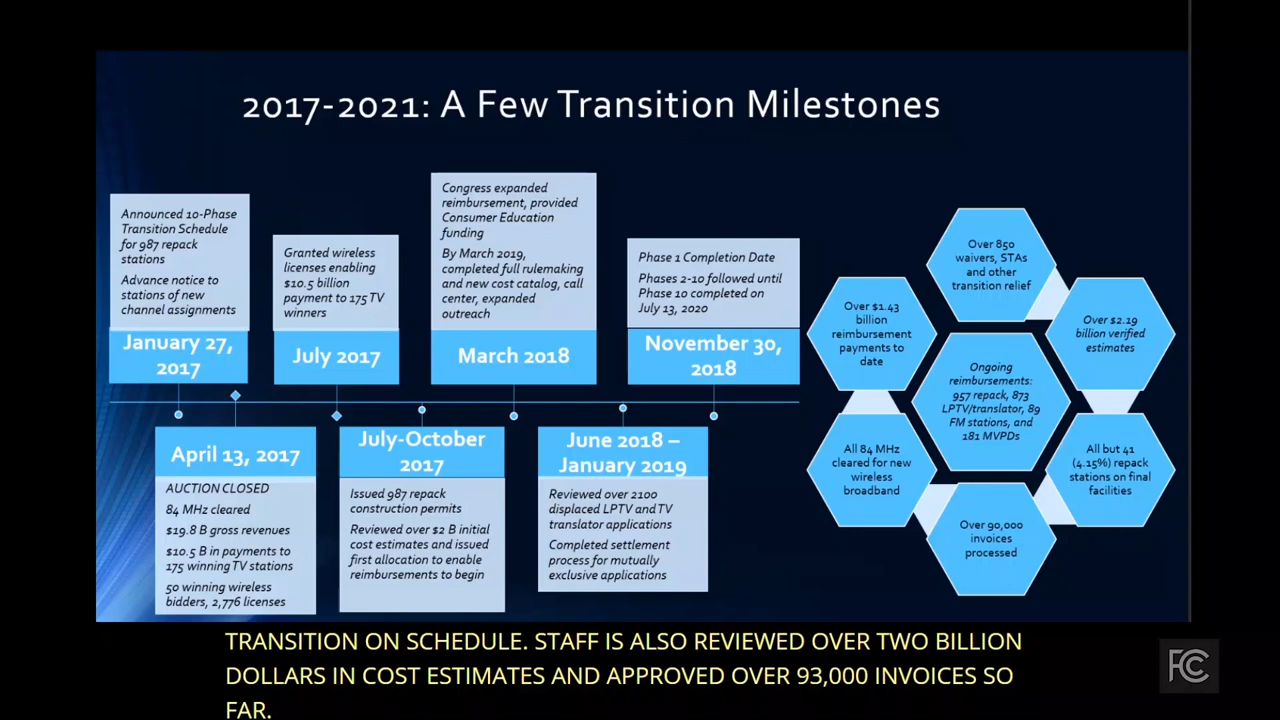 2017-2021: A Few Transition Milestones
Announced 10-Phase
Transition Schedule
for 987 repack
stations
Advance notice to
stations of new
channel assignments
January 27,
2017
Granted wireless
licenses enabling
$10.5 billion
payment to 175 TV
winners
July 2017
Congress expanded
reimbursement, provided
Consumer Education
funding
By March 2019,
completed full rulemaking
and new cost catalog, call
center, expanded
outreach
March 2018
Phase 1 Completion Date
Phases 2-10 followed until
Phase 10 completed on
July 13, 2020
November 30,
2018
April 13, 2017
AUCTION CLOSED
84 MHz cleared
$19.8 B gross revenues
$10.5 B in payments to
175 winning TV stations
50 winning wireless
bidders, 2,776 licenses
July-October
2017
Issued 987 repack
construction permits
Reviewed over $2 B initial
cost estimates and issued
first allocation to enable
reimbursements to begin
June 2018 –
January 2019
Reviewed over 2100
displaced LPTV and TV
translator applications
Completed settlement
process for mutually
exclusive applications
Over 850
waivers, STAs
and other
transition relief
Over $1.43
billion
reimbursement
payments to
date
Over $2.19
billion verified
estimates
Ongoing
reimbursements:
957 repack, 873
LPTV/translator, 89
FM stations, and
181 MVPDs
All 84 MHz
cleared for new
wireless
broadband
All but 41
(4.15%) repack
stations on final
facilities
Over 90,000
invoices
processed
TRANSITION ON SCHEDULE. STAFF IS ALSO REVIEWED OVER TWO BILLION
DOLLARS IN COST ESTIMATES AND APPROVED OVER 93,000 INVOICES SO
FAR.
FCC